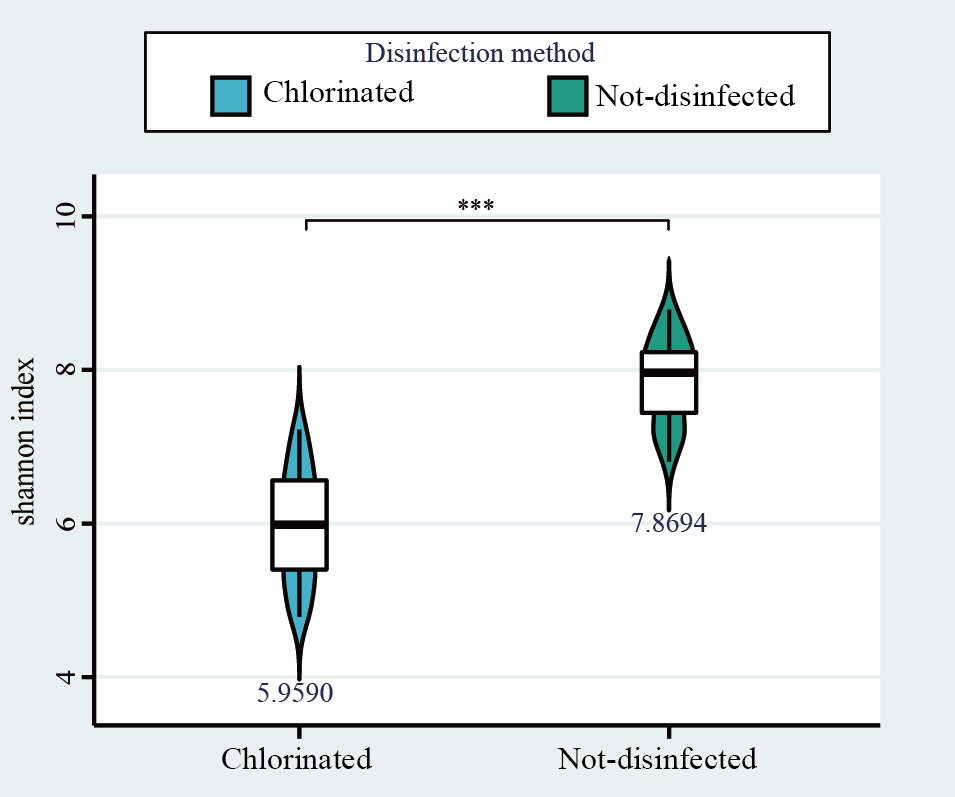 Disinfection method
Chlorinated
Not-disinfected
***
10
8
6
4
shannon index
7.8694
5.9590
Chlorinated
Not-disinfected